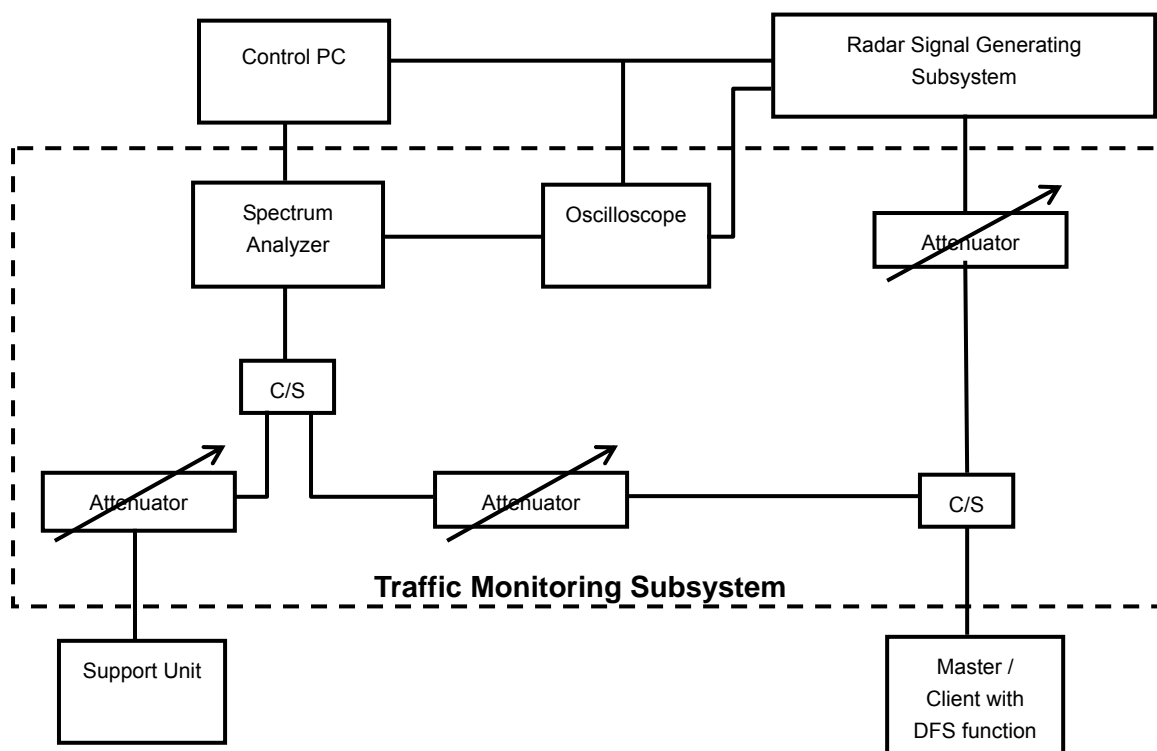 Control PC
Radar Signal Generating
Subsystem
Spectrum
Analyzer
Oscilloscope
Attenuator
C/S
Attenuator
Attenuator
C/S
Traffic Monitoring Subsystem
Support Unit
Master /
Client with
DFS function